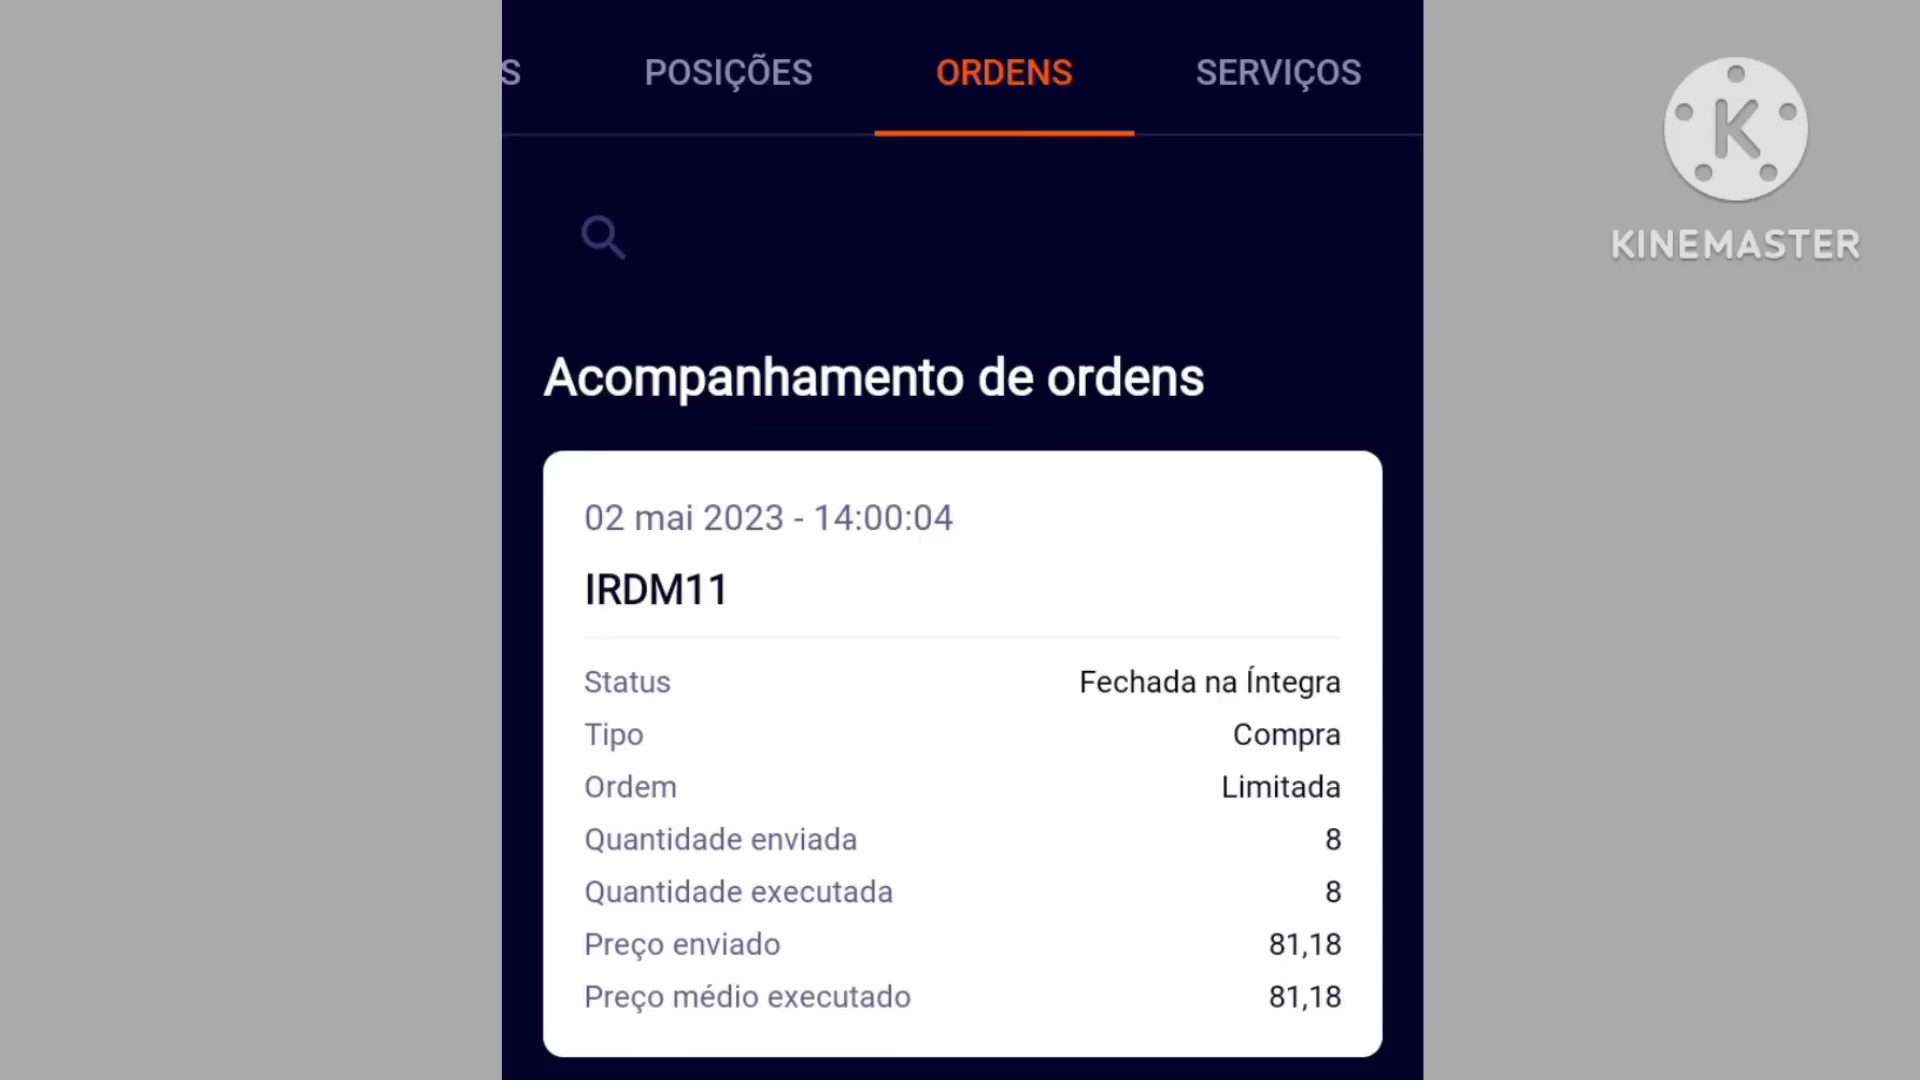 S POSIÇÕES ORDENS SERVIÇOS
K
KINEMASTER
Acompanhamento de ordens
02 mai 2023 - 14:00:04
IRDM11
Status Fechada na Íntegra
Tipo Compra
Ordem Limitada
Quantidade enviada 8
Quantidade executada 8
Preço enviado 81,18
Preço médio executado 81,18